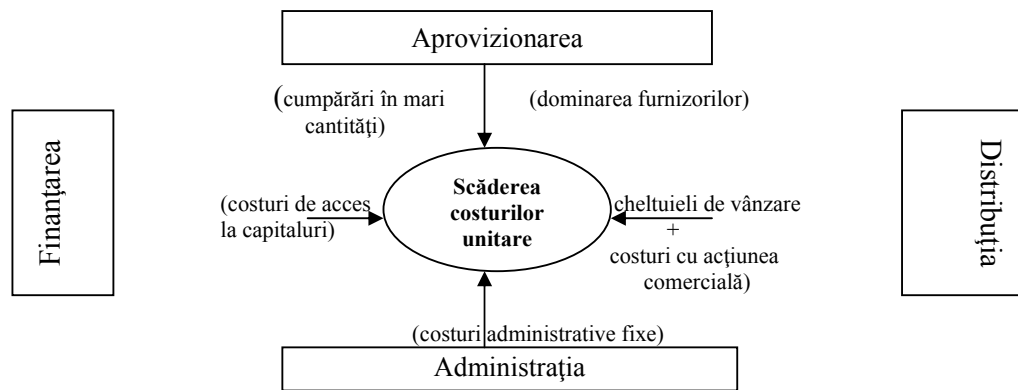 Aprovizionarea
(cumpărări în mari
cantităţi)
(dominarea furnizorilor)
Finanţarea
(costuri de acces
la capitaluri)
Scăderea
costurilor
unitare
cheltuieli de vânzare
+
costuri cu acţiunea
comercială)
Distribuţia
(costuri administrative fixe)
Administraţia